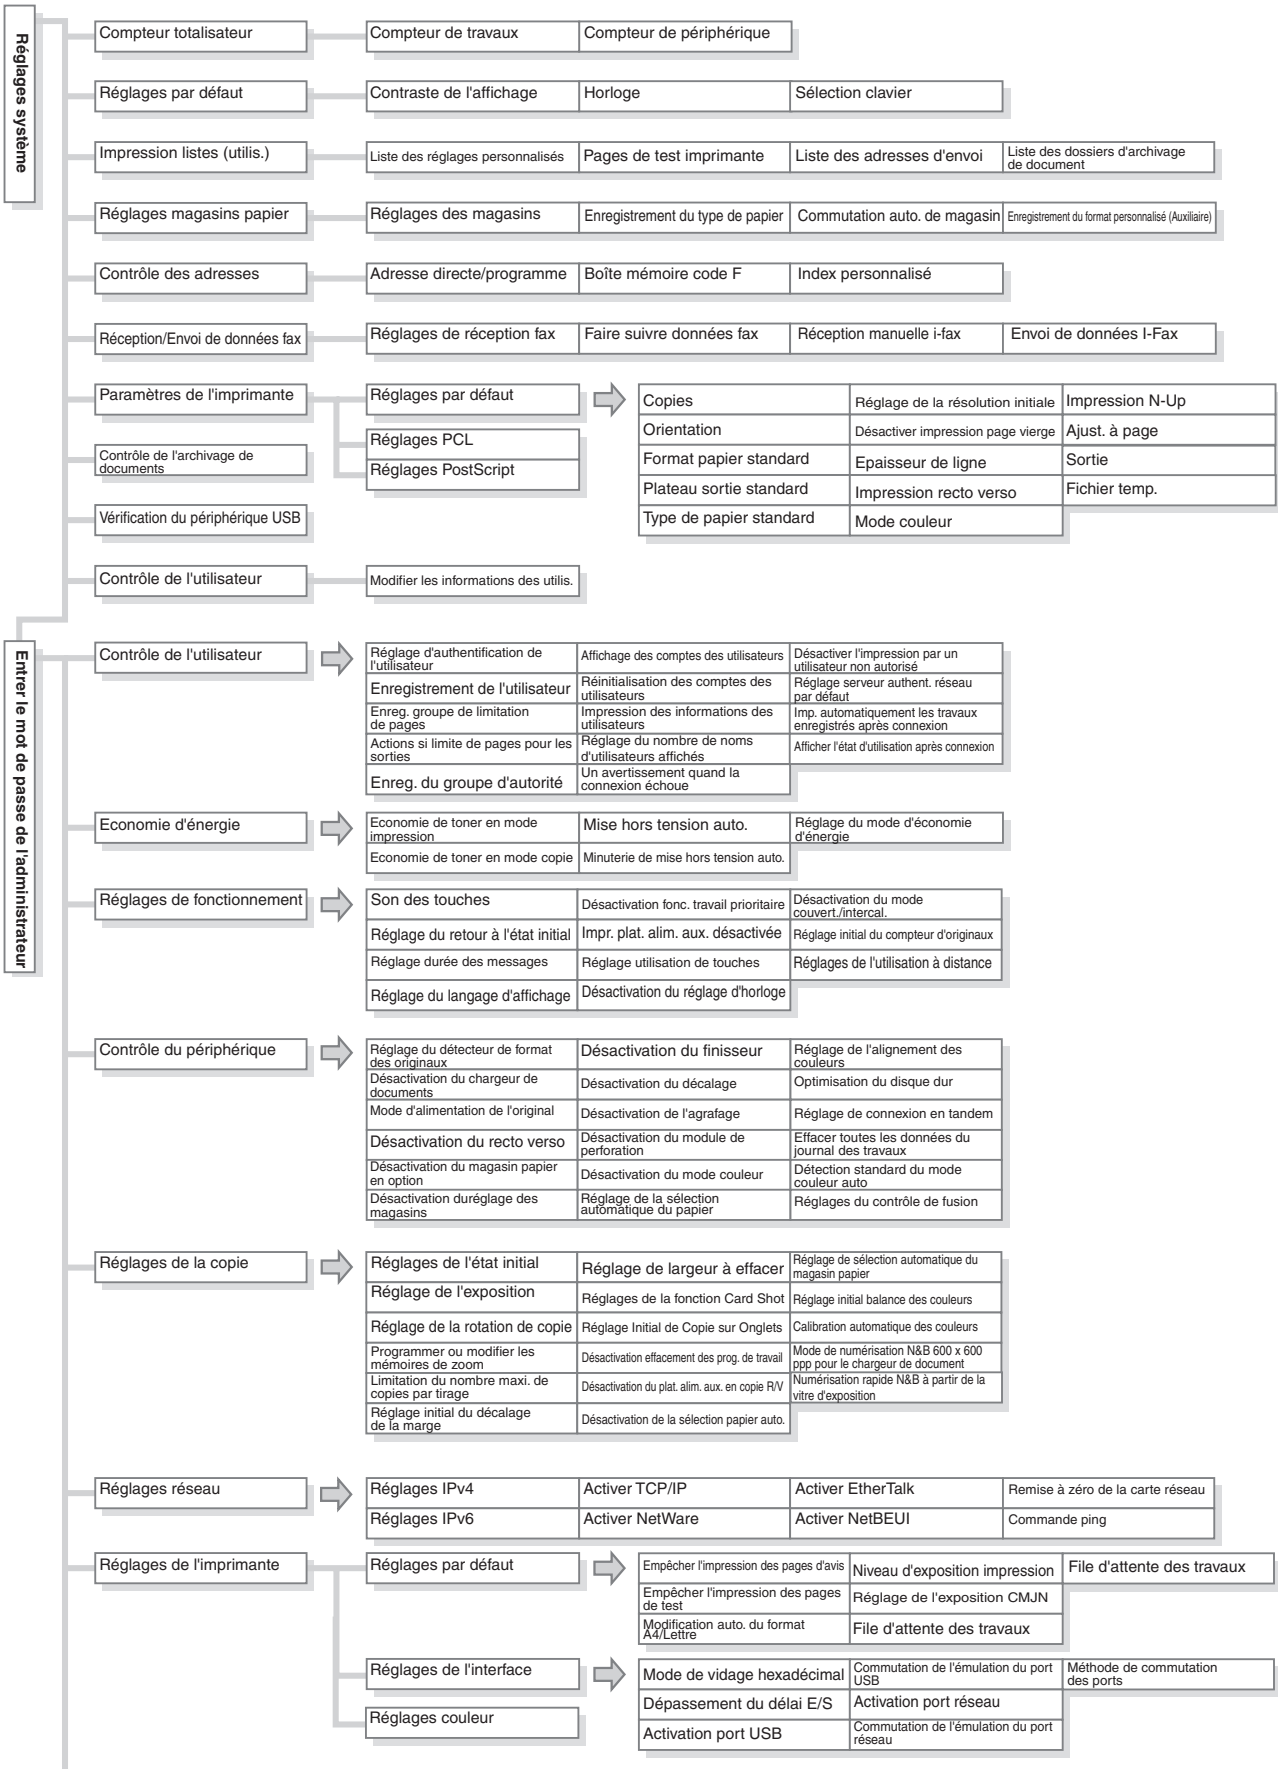 Réglages système
Compteur totalisateur
Compteur de travaux
Compteur de périphérique
Réglages par défaut
Contraste de l'affichage
Horloge
Sélection clavier
Impression listes (utilis.)
Liste des réglages personnalisés
Pages de test imprimante
Liste des adresses d'envoi
Liste des dossiers d'archivage
de document
Réglages magasins papier
Réglages des magasins
Enregistrement du type de papier
Commutation auto. de magasin
Enregistrement du format personnalisé (Auxiliaire)
Contrôle des adresses
Adresse directe/programme
Boîte mémoire code F
Index personnalisé
Réception/Envoi de données fax
Réglages de réception fax
Faire suivre données fax
Réception manuelle i-fax
Envoi de données I-Fax
Paramètres de l'imprimante
Réglages par défaut
Copies
Réglage de la résolution initiale
Impression N-Up
Orientation
Désactiver impression page vierge
Ajust. à page
Réglages PCL
Contrôle de l'archivage de
documents
Réglages PostScript
Format papier standard
Epaisseur de ligne
Sortie
Plateau sortie standard
Impression recto verso
Fichier temp.
Type de papier standard
Mode couleur
Vérification du périphérique USB
Contrôle de l'utilisateur
Modifier les informations des utilis.
Entrer le mot de passe de l'administrateur
Contrôle de l'utilisateur
Réglage d'authentification de
l'utilisateur
Affichage des comptes des utilisateurs
Désactiver l'impression par un
utilisateur non autorisé
Enregistrement de l'utilisateur
Réinitialisation des comptes des
utilisateurs
Réglage serveur authent. réseau
par défaut
Enreg. groupe de limitation
de pages
Impression des informations des
utilisateurs
Imp. automatiquement les travaux
enregistrés après connexion
Actions si limite de pages pour les
sorties
Réglage du nombre de noms
d'utilisateurs affichés
Afficher l'état d'utilisation après connexion
Enreg. du groupe d'autorité
Un avertissement quand la
connexion échoue
Economie d'énergie
Economie de toner en mode
impression
Mise hors tension auto.
Réglage du mode d'économie
d'énergie
Economie de toner en mode copie
Minuterie de mise hors tension auto.
Réglages de fonctionnement
Son des touches
Désactivation fonc. travail prioritaire
Désactivation du mode
couvert./intercal.
Réglage du retour à l'état initial
Impr. plat. alim. aux. désactivée
Réglage initial du compteur d'originaux
Réglage durée des messages
Réglage utilisation de touches
Réglages de l'utilisation à distance
Réglage du langage d'affichage
Désactivation du réglage d'horloge
Contrôle du périphérique
Réglage du détecteur de format
des originaux
Désactivation du finisseur
Réglage de l'alignement des
couleurs
Désactivation du chargeur de
documents
Désactivation du décalage
Optimisation du disque dur
Mode d'alimentation de l'original
Désactivation de l'agrafage
Réglage de connexion en tandem
Désactivation du recto verso
Désactivation du module de
perforation
Effacer toutes les données du
journal des travaux
Désactivation du magasin papier
en option
Désactivation du mode couleur
Détection standard du mode
couleur auto
Désactivation duréglage des
magasins
Réglage de la sélection
automatique du papier
Réglages du contrôle de fusion
Réglages de la copie
Réglages de l'état initial
Réglage de largeur à effacer
Réglage de sélection automatique du
magasin papier
Réglage de l'exposition
Réglages de la fonction Card Shot
Réglage initial balance des couleurs
Réglage de la rotation de copie
Réglage Initial de Copie sur Onglets
Calibration automatique des couleurs
Programmer ou modifier les
mémoires de zoom
Désactivation effacement des prog. de travail
Mode de numérisation N&B 600 x 600
ppp pour le chargeur de document
Limitation du nombre maxi. de
copies par tirage
Désactivation du plat. alim. aux. en copie R/V
Numérisation rapide N&B à partir de la
vitre d'exposition
Réglage initial du décalage
de la marge
Désactivation de la sélection papier auto.
Réglages réseau
Réglages IPv4
Activer TCP/IP
Activer EtherTalk
Remise à zéro de la carte réseau
Réglages IPv6
Activer NetWare
Activer NetBEUI
Commande ping
Réglages de l'imprimante
Réglages par défaut
Empêcher l'impression des pages d'avis
Niveau d'exposition impression
File d'attente des travaux
Empêcher l'impression des pages
de test
Réglage de l'exposition CMJN
Modification auto. du format
A4/Lettre
File d'attente des travaux
Réglages de l'interface
Mode de vidage hexadécimal
Commutation de l'émulation du port
USB
Méthode de commutation
des ports
Dépassement du délai E/S
Activation port réseau
Réglages couleur
Activation port USB
Commutation de l'émulation du port
réseau